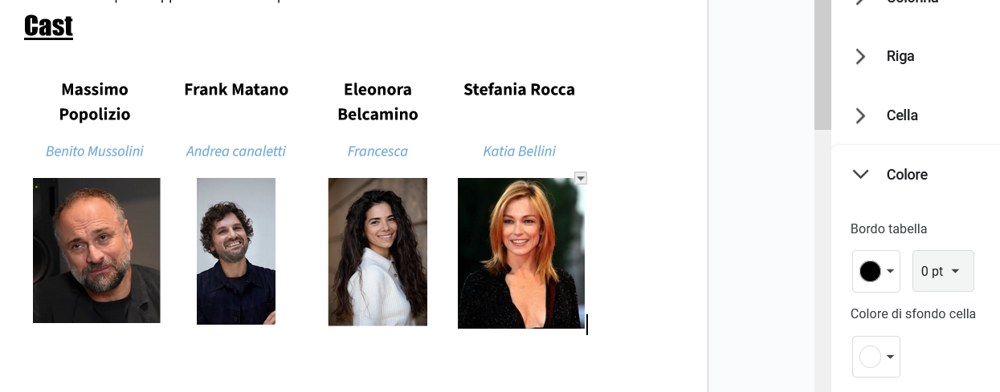 Cast
Massimo
Popolizio
Frank Matano
Eleonora
Belcamino
Stefania Rocca
Benito Mussolini
Andrea canaletti
Francesca
Katia Bellini
Riga
Cella
Colore
Bordo tabella
0 pt
Colore di sfondo cella